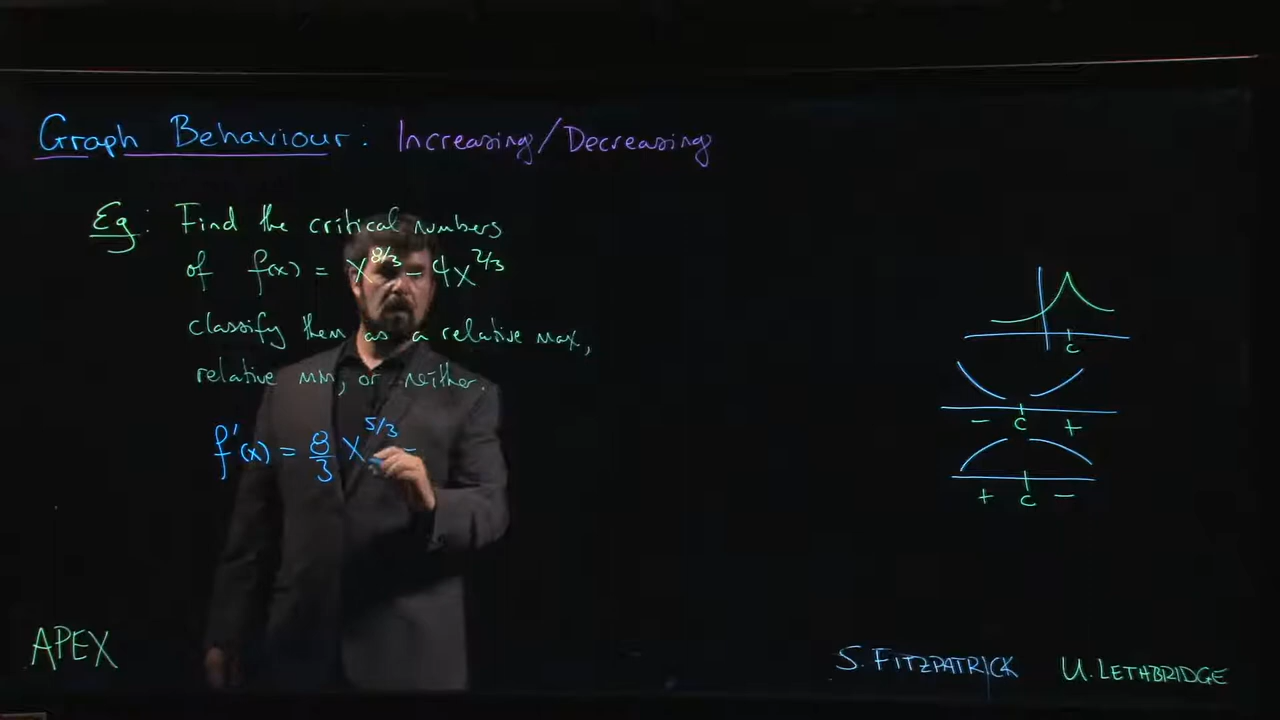 Graph Behaviour: Increasing/Decreasing
Eg: Find the critical numbers
of f(x) = x^{8/3} - 4x^{2/3}
classify them as a relative max,
relative min, or neither.
f'(x) = \frac{8}{3} x^{5/3} -
c
- c +
+ c -
APEX
S. FITZPATRICK U. LETHBRIDGE